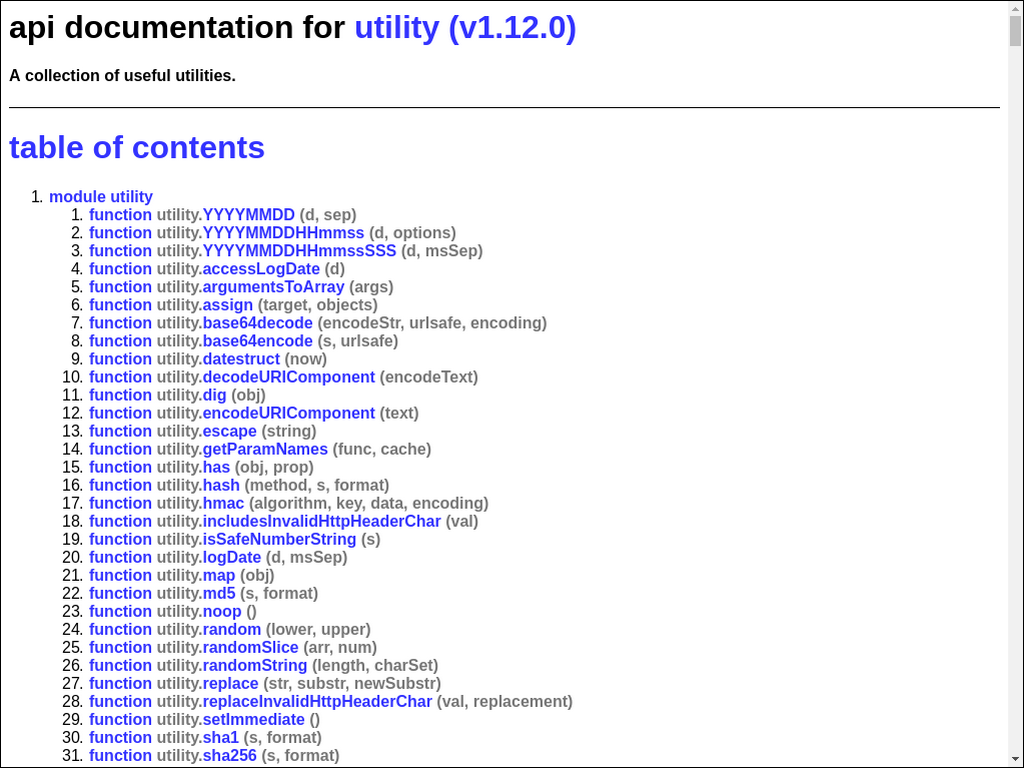 api documentation for utility (v1.12.0)
A collection of useful utilities.
table of contents
1. module utility
1. function utility.YYYYMMDD (d, sep)
2. function utility.YYYYMMDDHHmmss (d, options)
3. function utility.YYYYMMDDHHmmssSSS (d, msSep)
4. function utility.accessLogDate (d)
5. function utility.argumentsToArray (args)
6. function utility.assign (target, objects)
7. function utility.base64decode (encodeStr, urlsafe, encoding)
8. function utility.base64encode (s, urlsafe)
9. function utility.datestruct (now)
10. function utility.decodeURIComponent (encodeText)
11. function utility.dig (obj)
12. function utility.encodeURIComponent (text)
13. function utility.escape (string)
14. function utility.getParamNames (func, cache)
15. function utility.has (obj, prop)
16. function utility.hash (method, s, format)
17. function utility.hmac (algorithm, key, data, encoding)
18. function utility.includesInvalidHttpHeaderChar (val)
19. function utility.isSafeNumberString (s)
20. function utility.logDate (d, msSep)
21. function utility.map (obj)
22. function utility.md5 (s, format)
23. function utility.noop ()
24. function utility.random (lower, upper)
25. function utility.randomSlice (arr, num)
26. function utility.randomString (length, charSet)
27. function utility.replace (str, substr, newSubstr)
28. function utility.replaceInvalidHttpHeaderChar (val, replacement)
29. function utility.setImmediate ()
30. function utility.sha1 (s, format)
31. function utility.sha256 (s, format)